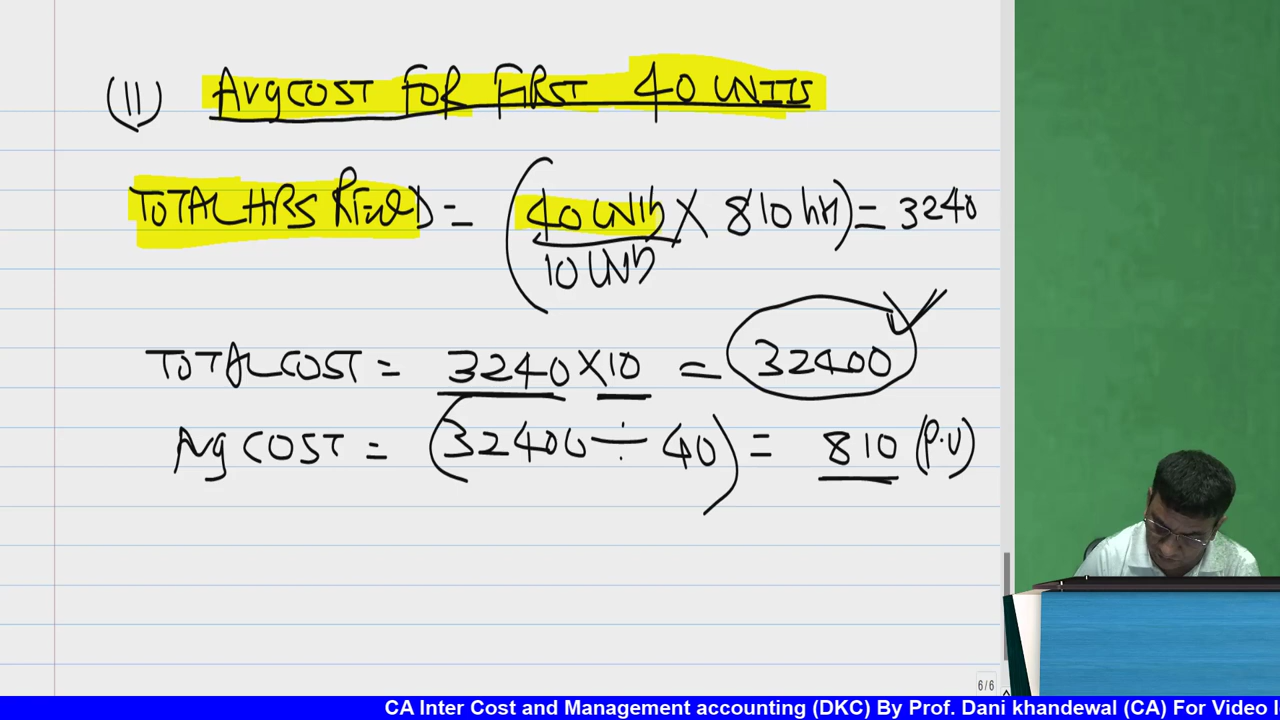 (II) Avg COST FOR FIRST 40 UNITS
TOTAL HRS REQD = (40 UNITS / 10 UNITS X 810 hrs) = 3240
TOTAL COST = 3240 X 10 = 32400
Avg COST = (32400 ÷ 40) = 810 (P.U)
6/6
CA Inter Cost and Management accounting (DKC) By Prof. Dani khandewal (CA) For Video l